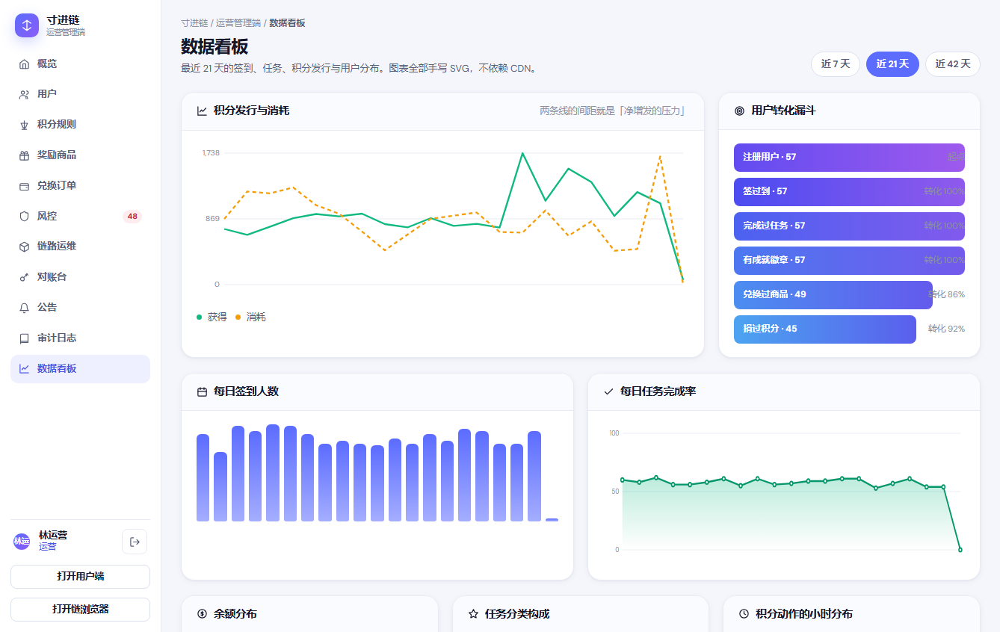 寸进链
运营管理端
概览
用户
积分规则
奖励商品
兑换订单
风控
48
链路运维
对账台
公告
审计日志
数据看板
林运
林运营
运营
打开用户端
打开链浏览器
寸进链 / 运营管理端 / 数据看板
数据看板
最近 21 天的签到、任务、积分发行与用户分布。图表全部手写 SVG，不依赖 CDN。
近 7 天
近 21 天
近 42 天
积分发行与消耗
两条线的间距就是「净增发的压力」
1,738
869
0
获得
消耗
用户转化漏斗
注册用户 · 57
起点
签过到 · 57
转化 100%
完成过任务 · 57
转化 100%
有成就徽章 · 57
转化 100%
兑换过商品 · 49
转化 86%
捐过积分 · 45
转化 92%
每日签到人数
每日任务完成率
100
50
0
余额分布
任务分类构成
积分动作的小时分布